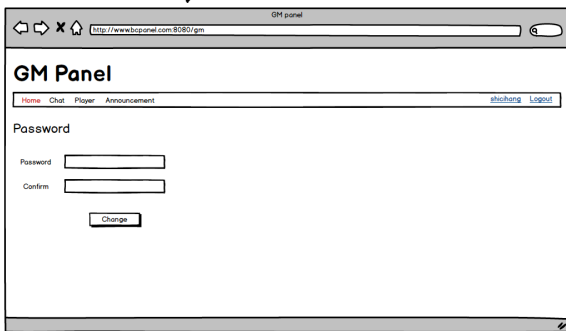 GM panel
http://www.bcpanel.com:8080/gm
GM Panel
Home Chat Player Announcement shicihang Logout
Password
Password
Confirm
Change